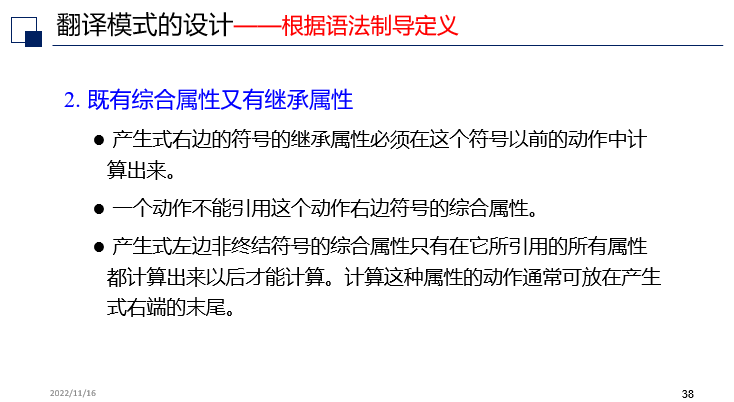 翻译模式的设计——根据语法制导定义
2. 既有综合属性又有继承属性
● 产生式右边的符号的继承属性必须在这个符号以前的动作中计
算出来。
● 一个动作不能引用这个动作右边符号的综合属性。
● 产生式左边非终结符号的综合属性只有在它所引用的所有属性
都计算出来以后才能计算。计算这种属性的动作通常可放在产生
式右端的末尾。
2022/11/16
38